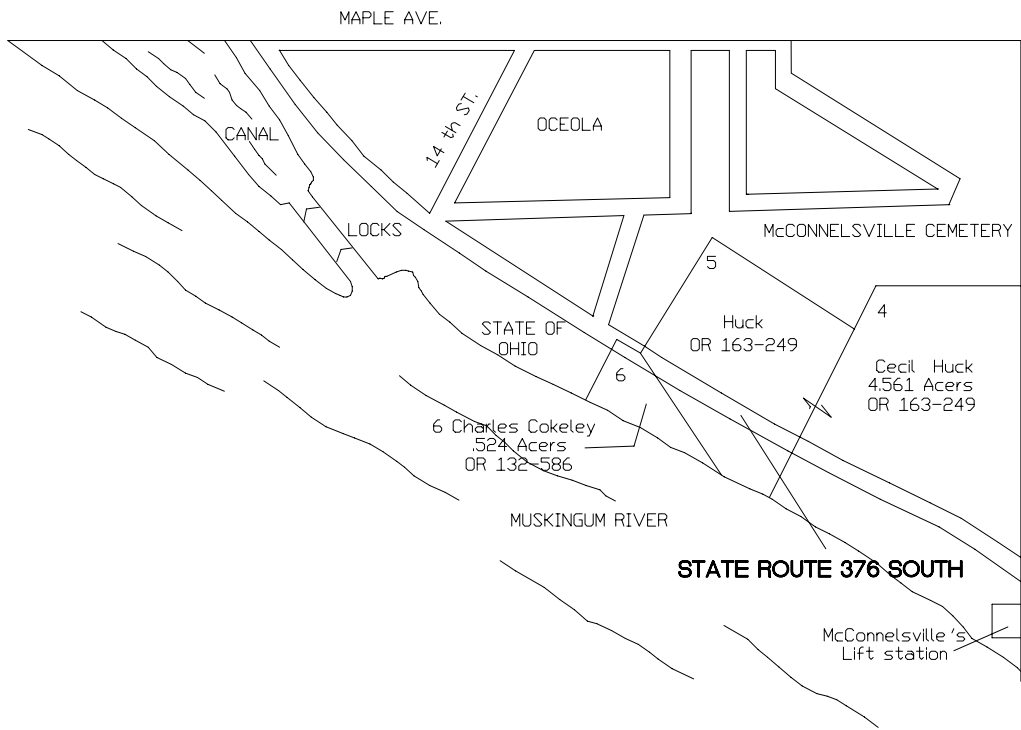 MAPLE AVE.
CANAL
14 th ST.
OCEOLA
LOCKS
McCONNELSVILLE CEMETERY
5
Huck
OR 163-249
4
Cecil Huck
4.561 Acers
OR 163-249
STATE OF
OHIO
6
6 Charles Cokeley
.524 Acers
OR 132-586
MUSKINGUM RIVER
STATE ROUTE 376 SOUTH
McConnelsville's
Lift station